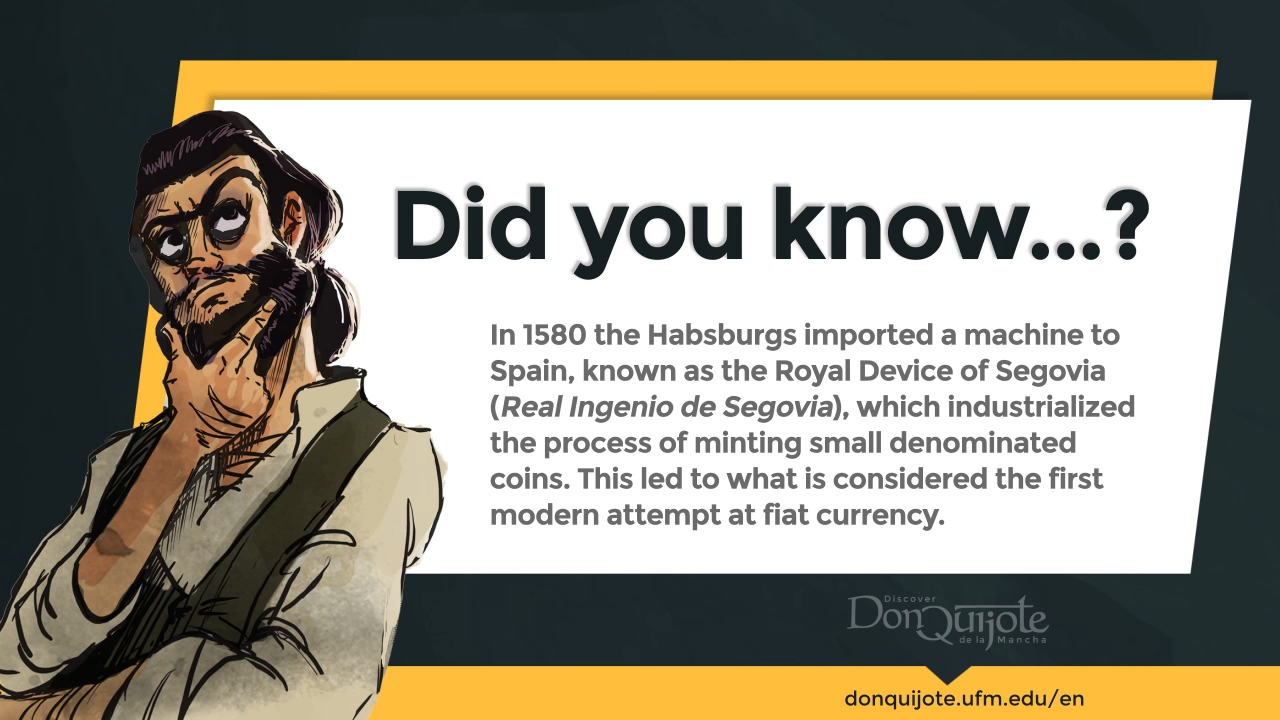 Did you know...?
In 1580 the Habsburgs imported a machine to
Spain, known as the Royal Device of Segovia
(Real Ingenio de Segovia), which industrialized
the process of minting small denominated
coins. This led to what is considered the first
modern attempt at fiat currency.
Discover
Don Quijote
de la Mancha
donquijote.ufm.edu/en